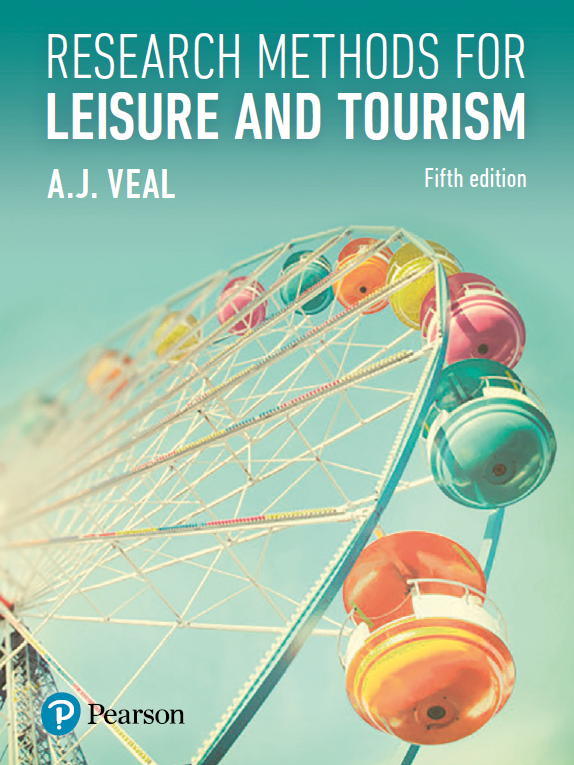 RESEARCH METHODS FOR
LEISURE AND TOURISM
A.J. VEAL
Fifth edition
Pearson